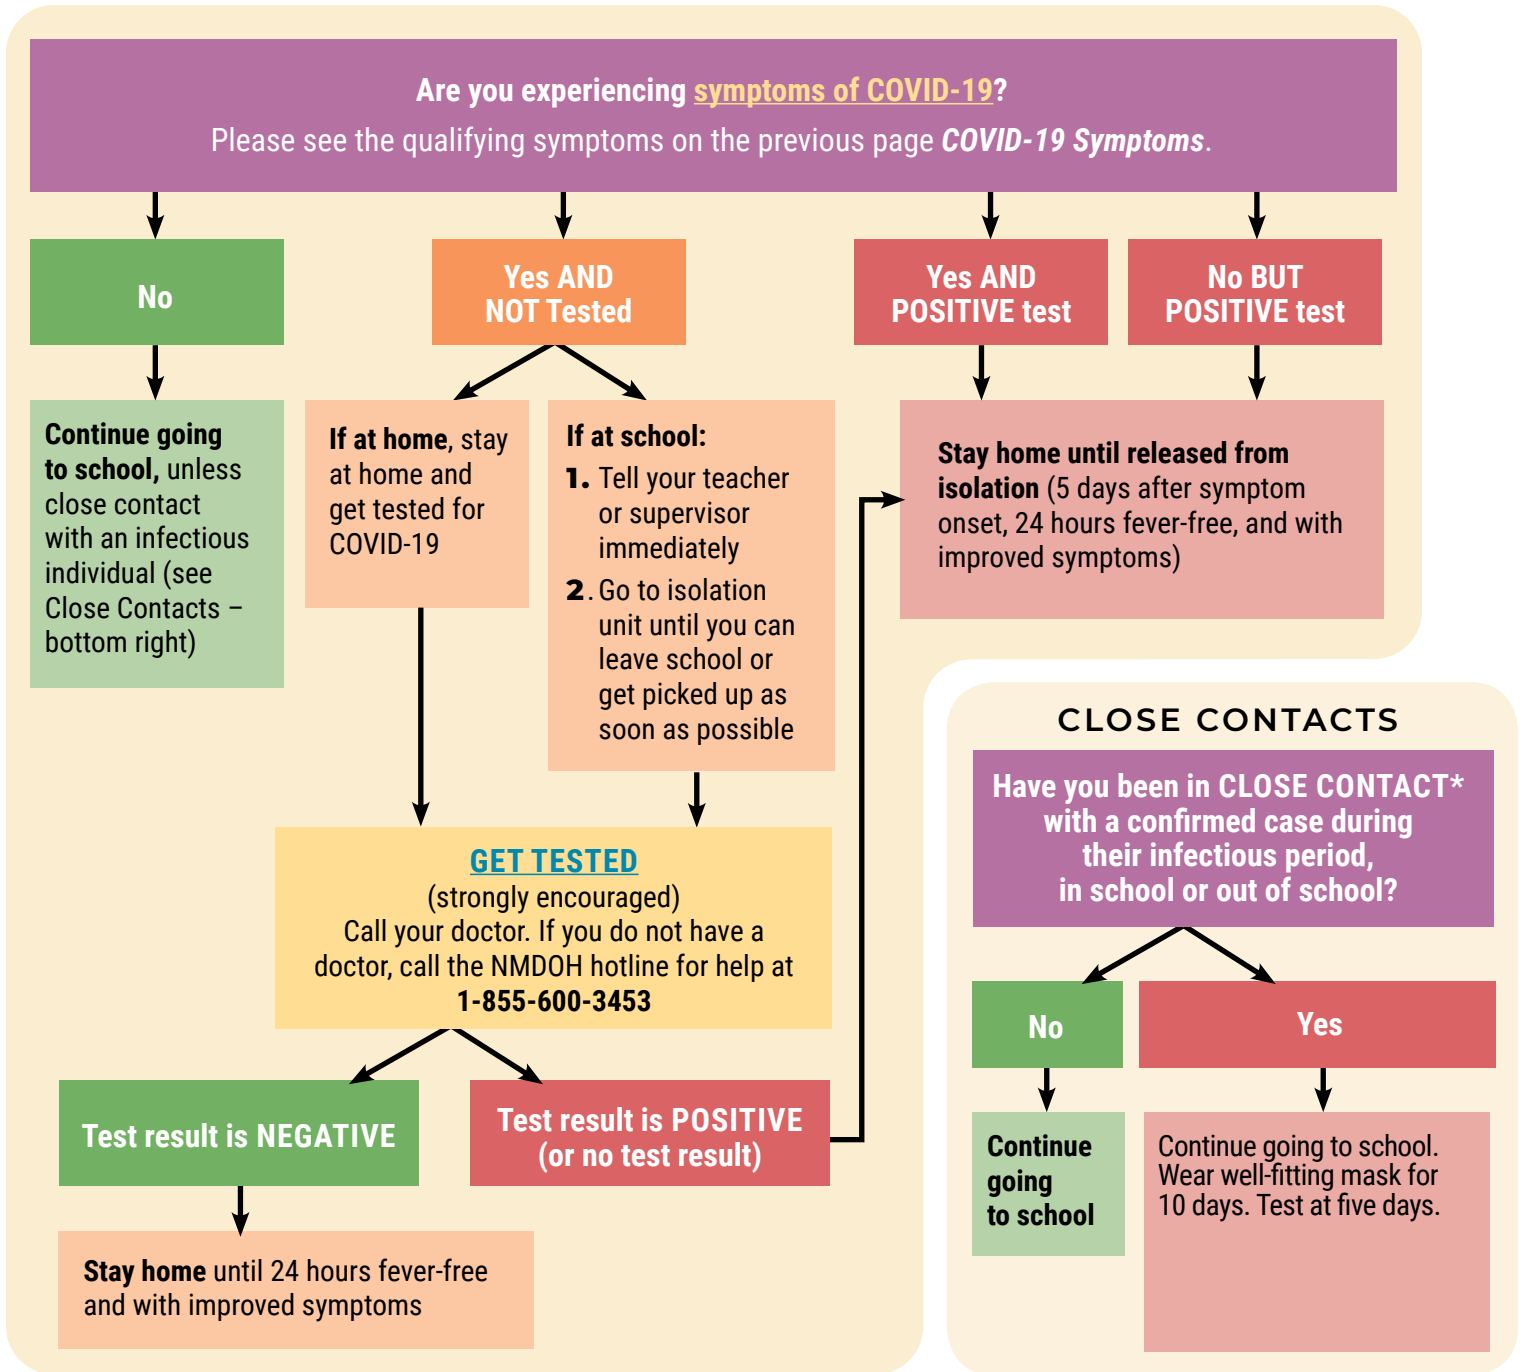 Are you experiencing symptoms of COVID-19?
Please see the qualifying symptoms on the previous page COVID-19 Symptoms.
No
Continue going
to school, unless
close contact
with an infectious
individual (see
Close Contacts –
bottom right)
Yes AND
NOT Tested
If at home, stay
at home and
get tested for
COVID-19
If at school:
1. Tell your teacher
or supervisor
immediately
2. Go to isolation
unit until you can
leave school or
get picked up as
soon as possible
Yes AND
POSITIVE test
No BUT
POSITIVE test
Stay home until released from
isolation (5 days after symptom
onset, 24 hours fever-free, and with
improved symptoms)
GET TESTED
(strongly encouraged)
Call your doctor. If you do not have a
doctor, call the NMDOH hotline for help at
1-855-600-3453
Test result is NEGATIVE
Test result is POSITIVE
(or no test result)
Stay home until 24 hours fever-free
and with improved symptoms
CLOSE CONTACTS
Have you been in CLOSE CONTACT*
with a confirmed case during
their infectious period,
in school or out of school?
No
Yes
Continue
going
to school
Continue going to school.
Wear well-fitting mask for
10 days. Test at five days.